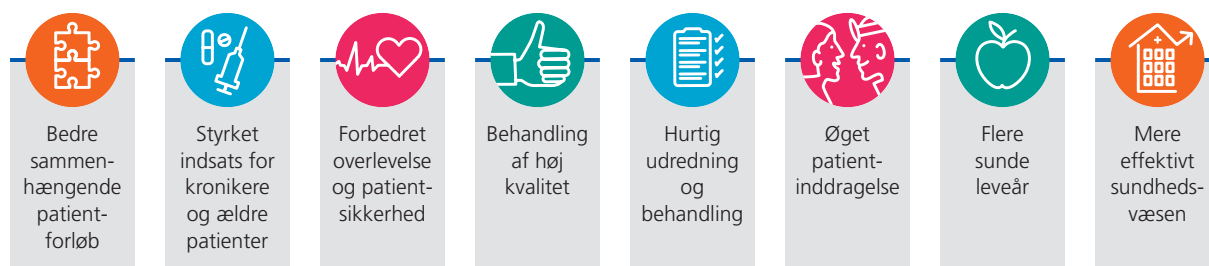 Bedre
sammen-
hængende
patient-
forløb
Styrket
indsats for
kronikere
og ældre
patienter
Forbedret
overlevelse
og patient-
sikkerhed
Behandling
af høj
kvalitet
Hurtig
udredning
og
behandling
Øget
patient-
inddragelse
Flere
sunde
leveår
Mere
effektivt
sundheds-
væsen